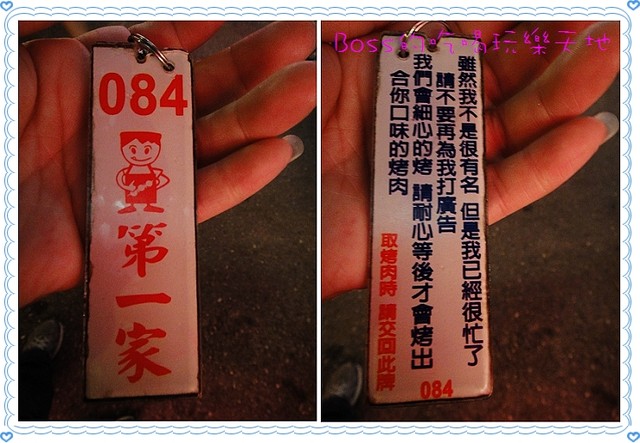 084
第一家
Boss的吃喝玩樂天地
雖然我不是很有名 但是我已經很忙了
請不要再為我打廣告
我們會細心的烤 請耐心等後才會烤出
合你口味的烤肉
取烤肉時 請交回此牌
084